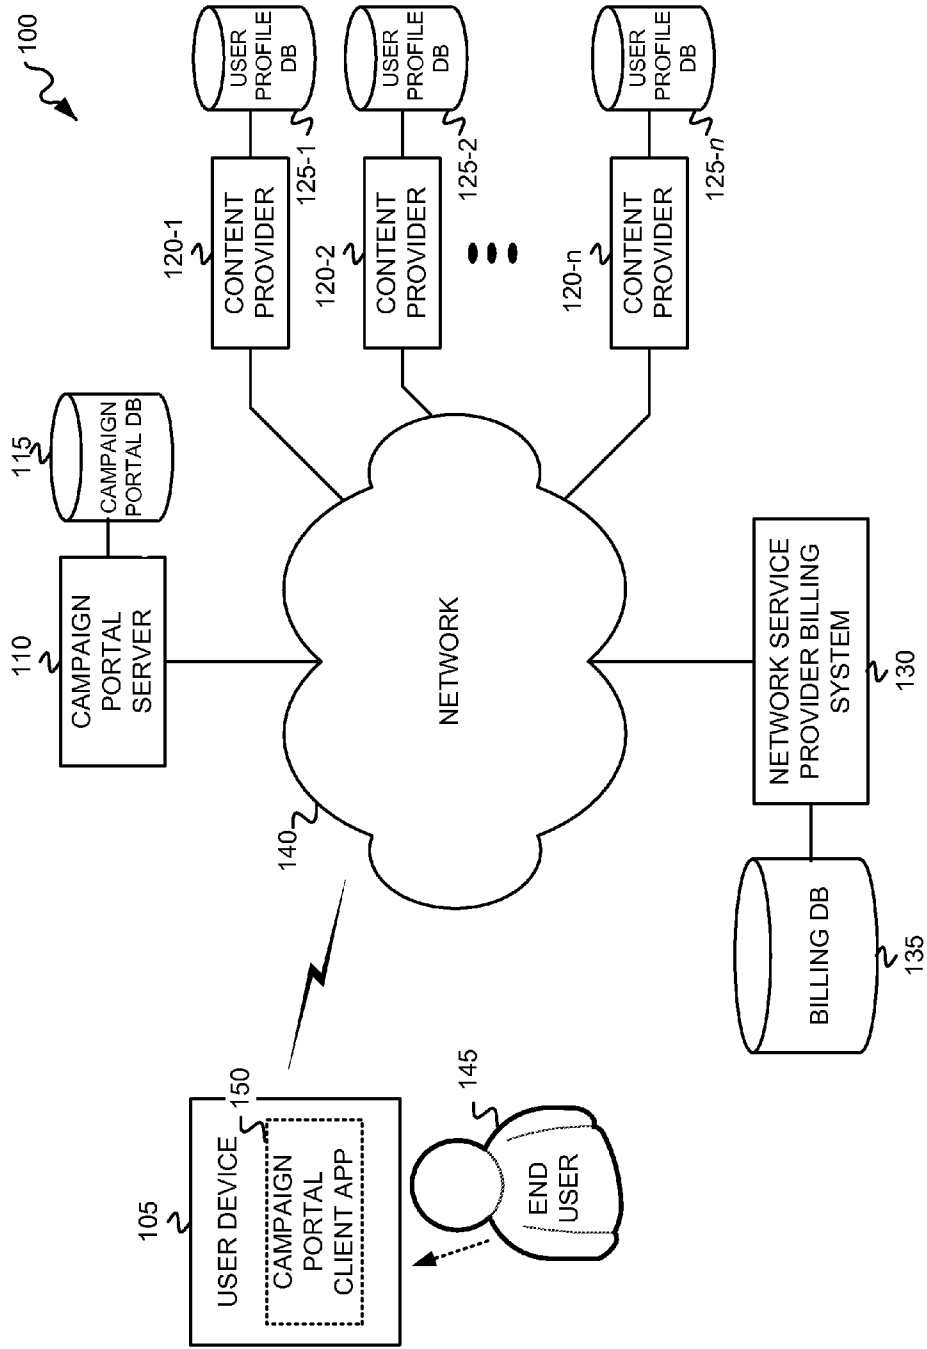 100
105
USER DEVICE
150
CAMPAIGN
PORTAL
CLIENT APP
145
END
USER
140
NETWORK
110
CAMPAIGN
PORTAL
SERVER
115
CAMPAIGN
PORTAL DB
120-1
CONTENT
PROVIDER
USER
PROFILE
DB
125-1
120-2
CONTENT
PROVIDER
USER
PROFILE
DB
125-2
120-n
CONTENT
PROVIDER
USER
PROFILE
DB
125-n
NETWORK SERVICE
PROVIDER BILLING
SYSTEM
130
BILLING DB
135